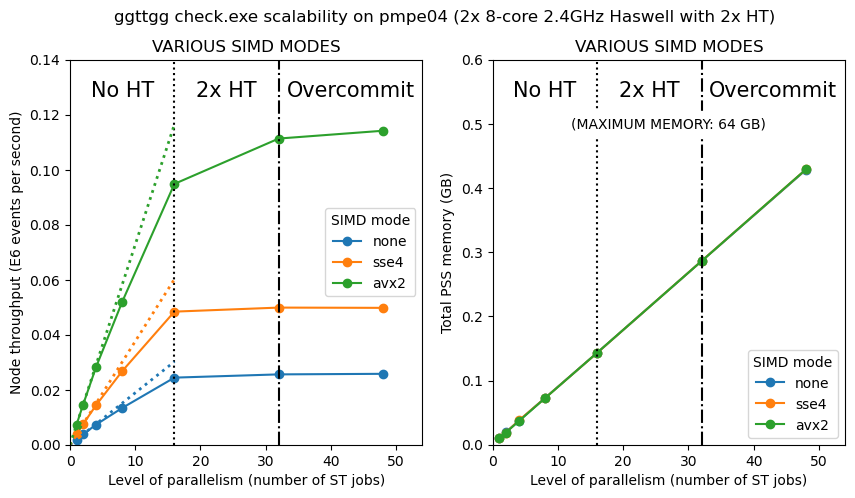 ggttgg check.exe scalability on pmpe04 (2x 8-core 2.4GHz Haswell with 2x HT)
VARIOUS SIMD MODES
0.14
0.12
0.10
0.08
0.06
0.04
0.02
0.00
Node throughput (E6 events per second)
No HT
2x HT
Overcommit
SIMD mode
none
sse4
avx2
0
10
20
30
40
50
Level of parallelism (number of ST jobs)
VARIOUS SIMD MODES
0.6
0.5
0.4
0.3
0.2
0.1
0.0
Total PSS memory (GB)
No HT
2x HT
Overcommit
(MAXIMUM MEMORY: 64 GB)
SIMD mode
none
sse4
avx2
0
10
20
30
40
50
Level of parallelism (number of ST jobs)